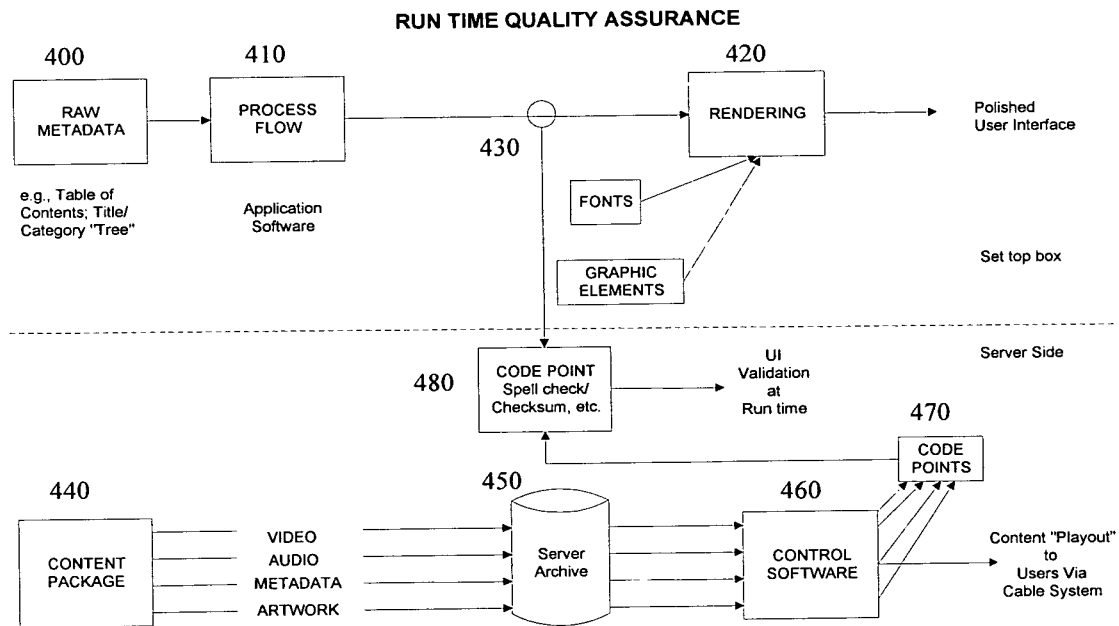 RUN TIME QUALITY ASSURANCE
400
410
420
RAW
METADATA
PROCESS
FLOW
RENDERING
Polished
User Interface
430
e.g., Table of
Contents; Title/
Category "Tree"
Application
Software
FONTS
GRAPHIC
ELEMENTS
Set top box
Server Side
480
CODE POINT
Spell check/
Checksum, etc.
UI
Validation
at
Run time
470
CODE
POINTS
440
450
460
CONTENT
PACKAGE
VIDEO
AUDIO
METADATA
ARTWORK
Server
Archive
CONTROL
SOFTWARE
Content "Playout"
to
Users Via
Cable System